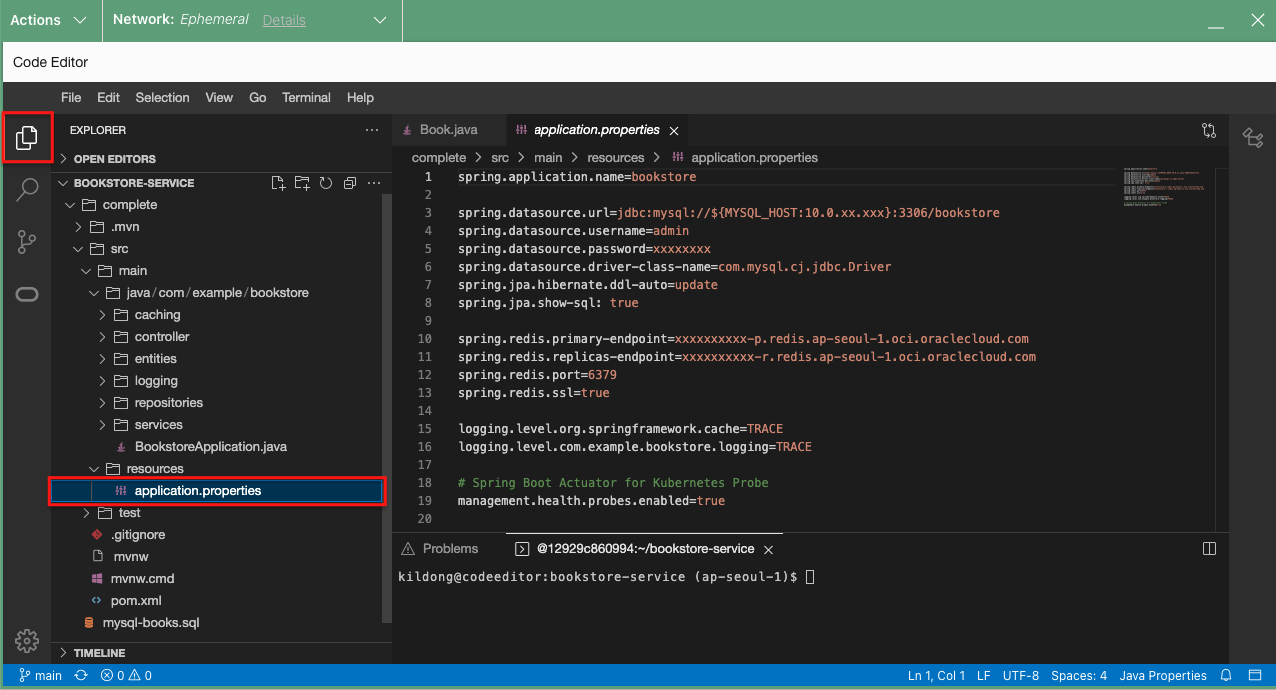 Actions Network: Ephemeral Details
Code Editor
File Edit Selection View Go Terminal Help
EXPLORER
OPEN EDITORS
BOOKSTORE-SERVICE
complete
.mvn
src
main
java/com/example/bookstore
caching
controller
entities
logging
repositories
services
BookstoreApplication.java
resources
application.properties
test
.gitignore
mvnw
mvnw.cmd
pom.xml
mysql-books.sql
TIMELINE
Book.java application.properties
complete src main resources application.properties
1 spring.application.name=bookstore
2
3 spring.datasource.url=jdbc:mysql://${MYSQL_HOST:10.0.xx.xxx}:3306/bookstore
4 spring.datasource.username=admin
5 spring.datasource.password=xxxxxxxx
6 spring.datasource.driver-class-name=com.mysql.cj.jdbc.Driver
7 spring.jpa.hibernate.ddl-auto=update
8 spring.jpa.show-sql: true
9
10 spring.redis.primary-endpoint=xxxxxxxxxx-p.redis.ap-seoul-1.oci.oraclecloud.com
11 spring.redis.replicas-endpoint=xxxxxxxxxx-r.redis.ap-seoul-1.oci.oraclecloud.com
12 spring.redis.port=6379
13 spring.redis.ssl=true
14
15 logging.level.org.springframework.cache=TRACE
16 logging.level.com.example.bookstore.logging=TRACE
17
18 # Spring Boot Actuator for Kubernetes Probe
19 management.health.probes.enabled=true
20
Problems @12929c860994:~/bookstore-service
kildong@codeeditor:bookstore-service (ap-seoul-1)$
main 0 0 Ln 1, Col 1 LF UTF-8 Spaces: 4 Java Properties